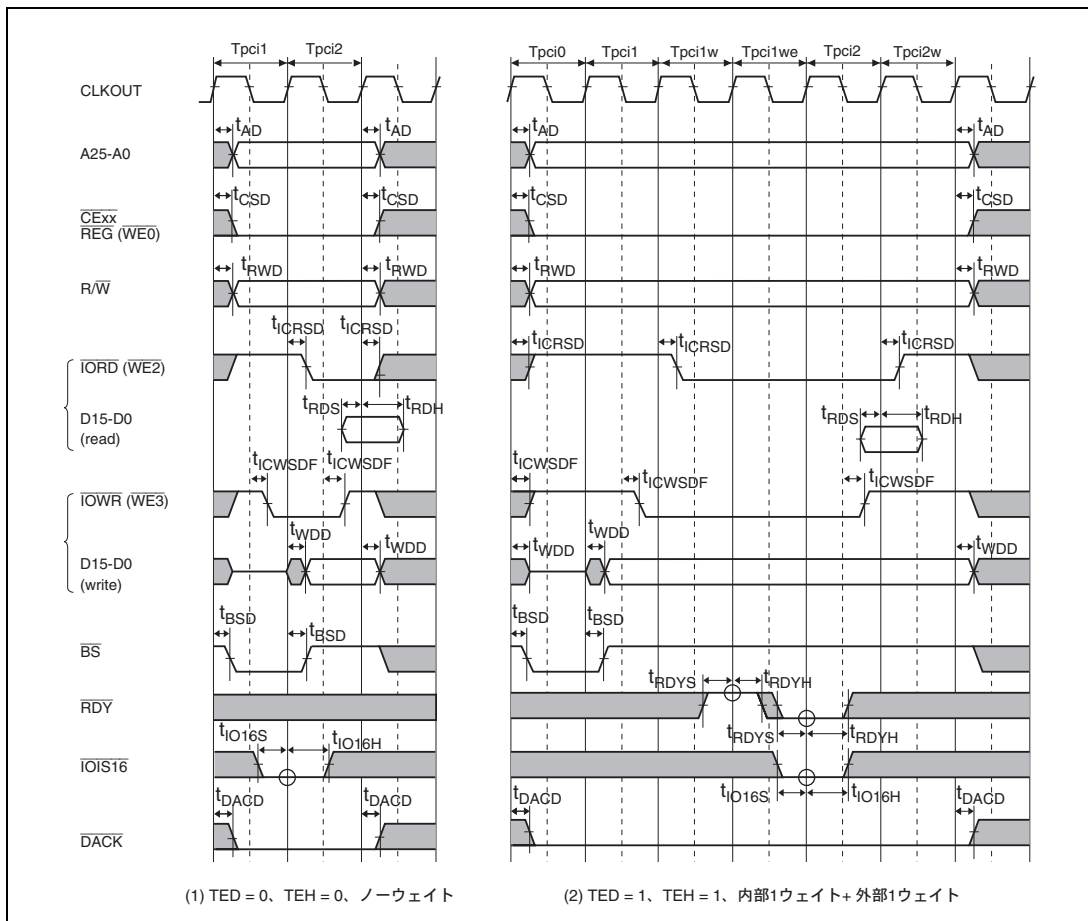 Tpci1 Tpci2 Tpci0 Tpci1 Tpci1w Tpci1we Tpci2 Tpci2w
CLKOUT
tAD tAD tAD tAD
A25-A0
tCSD tCSD tCSD tCSD
CExx
REG (WE0)
tRWD tRWD tRWD tRWD
R/W
tICRSD tICRSD tICRSD tICRSD tICRSD
IORD (WE2)
tRDS tRDH tRDS tRDH
D15-D0
(read)
tICWSDF tICWSDF tICWSDF tICWSDF tICWSDF
IOWR (WE3)
tWDD tWDD tWDD tWDD tWDD
D15-D0
(write)
tBSD tBSD tBSD tBSD
BS
tRDYS tRDYH
RDY
tRDYS tRDYH
tIO16S tIO16H
IOIS16
tIO16S tIO16H
tDACD tDACD tDACD tDACD
DACK
(1) TED = 0、TEH = 0、ノーウェイト
(2) TED = 1、TEH = 1、内部1ウェイト+ 外部1ウェイト